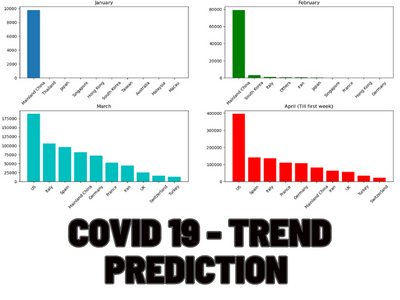 January
10000
8000
6000
4000
2000
0
Mainland China Thailand Japan Singapore Hong Kong South Korea Taiwan Australia Malaysia Macau
February
80000
60000
40000
20000
0
Mainland China South Korea Italy Others Iran Japan Singapore France Hong Kong Germany
March
175000
150000
125000
100000
75000
50000
25000
0
US Italy Spain Mainland China Germany France Iran UK Switzerland Turkey
April (Till first week)
400000
300000
200000
100000
0
US Spain Italy France Germany Mainland China Iran UK Turkey Switzerland
COVID 19 - TREND
PREDICTION